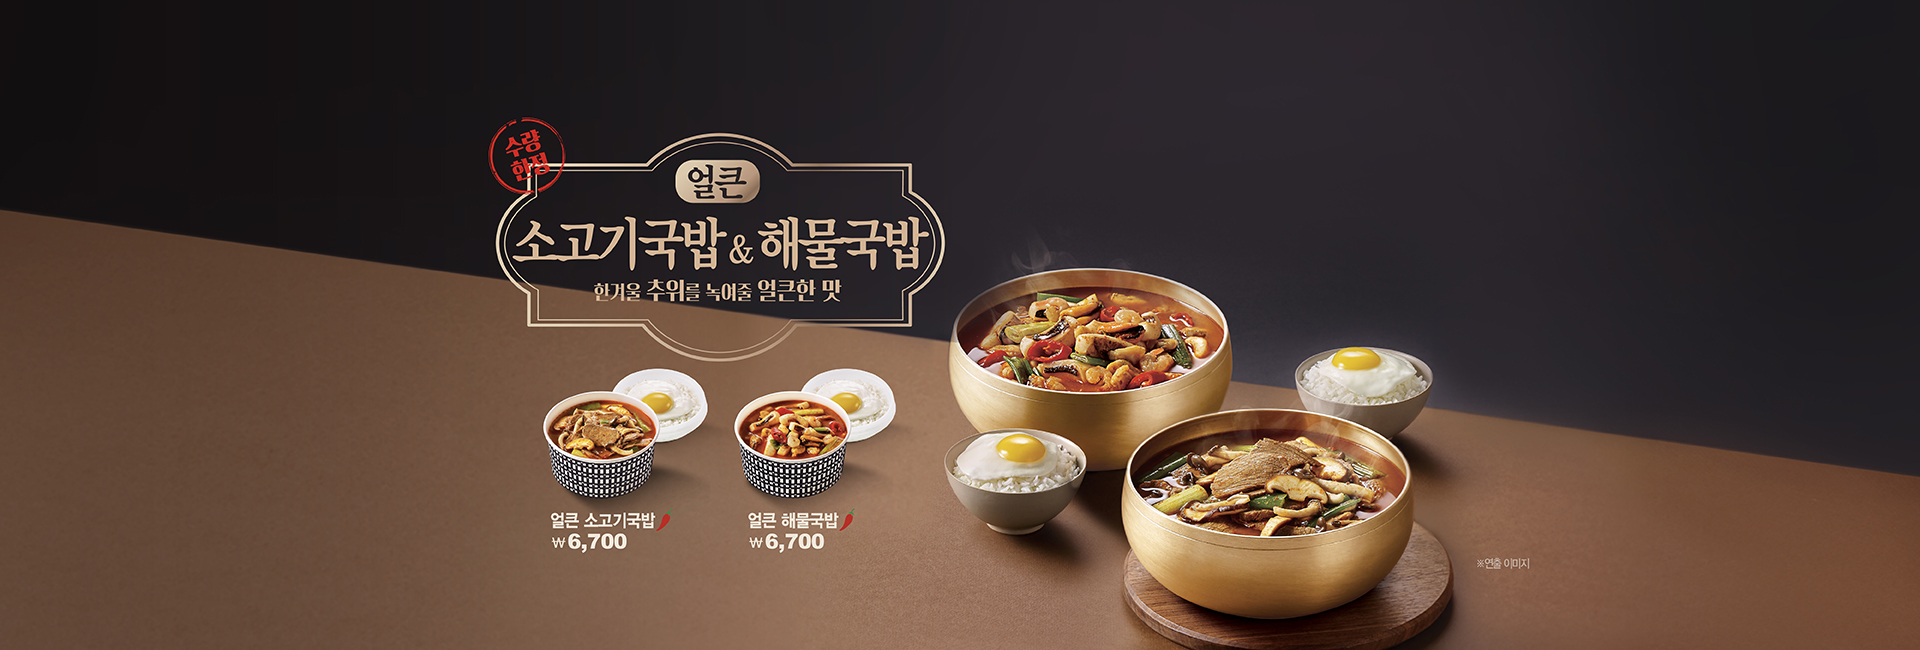 수량
한정
얼큰
소고기국밥 & 해물국밥
한겨울 추위를 녹여줄 얼큰한 맛
얼큰 소고기국밥
₩6,700
얼큰 해물국밥
₩6,700
※연출 이미지